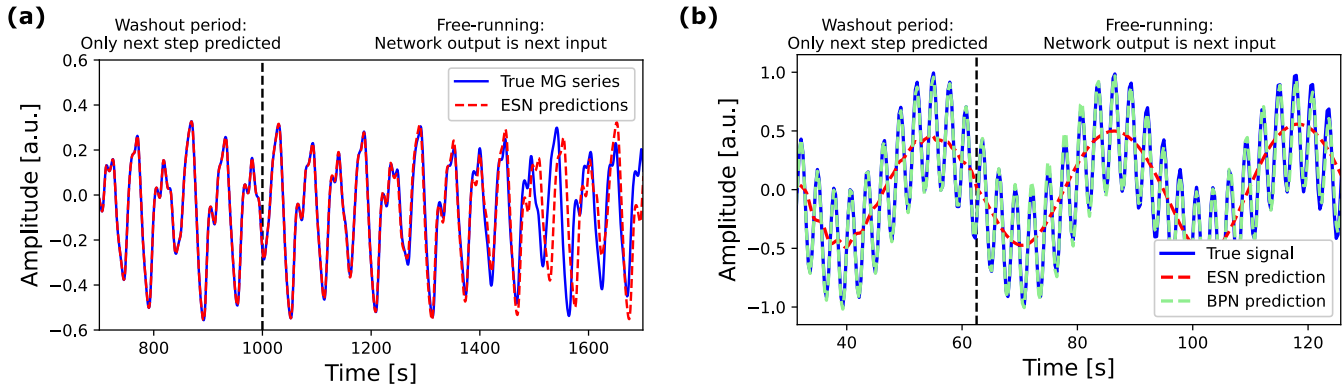 (a)
Washout period:
Only next step predicted
Free-running:
Network output is next input
0.6
0.4
0.2
0.0
−0.2
−0.4
−0.6
Amplitude [a.u.]
True MG series
ESN predictions
800
1000
1200
1400
1600
Time [s]
(b)
Washout period:
Only next step predicted
Free-running:
Network output is next input
1.0
0.5
0.0
−0.5
−1.0
Amplitude [a.u.]
True signal
ESN prediction
BPN prediction
40
60
80
100
120
Time [s]